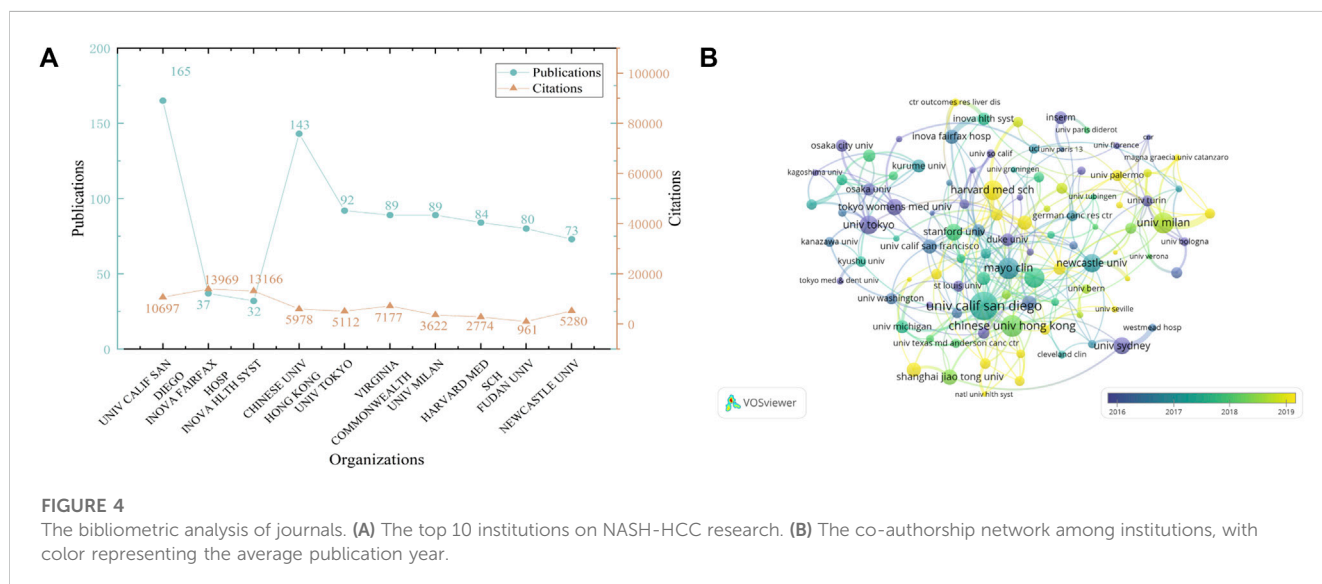 A
200
150
100
50
0
Publications
Publications
Citations
165
143
92
89
89
84
80
73
37
32
10697
13969
13166
5978
5112
7177
3622
2774
961
5280
100000
80000
60000
40000
20000
0
Citations
UNIV CALIF SAN
DIEGO
INOVA FAIRFAX
HOSP
INOVA HLTH SYST
CHINESE UNIV
HONG KONG
UNIV TOKYO
VIRGINIA
COMMONWEALTH
UNIV MILAN
HARVARD MED
SCH
FUDAN UNIV
NEWCASTLE UNIV
Organizations
B
ctr outcomes res liver dis
inova hlth syst
inserm
univ paris diderot
inova fairfax hosp
osaka city univ
univ so calif
ucl
univ paris 13
univ florence
cor
magna graecia univ catanzaro
kagoshima univ
kurume univ
univ groningen
univ palermo
osaka univ
harvard med sch
univ tubingen
tokyo womens med univ
german canc res ctr
univ turin
univ tokyo
stanford univ
univ milan
kanazawa univ
univ calif san francisco
duke univ
univ bologna
kyushu univ
mayo clin
newcastle univ
univ verona
tokyo med & dent univ
st louis univ
univ bern
univ washington
univ calif san diego
univ seville
univ michigan
chinese univ hong kong
westmead hosp
univ texas md anderson canc ctr
cleveland clin
univ sydney
shanghai jiao tong univ
natl univ hlth syst
VOSviewer
2016 2017 2018 2019
FIGURE 4
The bibliometric analysis of journals. (A) The top 10 institutions on NASH-HCC research. (B) The co-authorship network among institutions, with
color representing the average publication year.